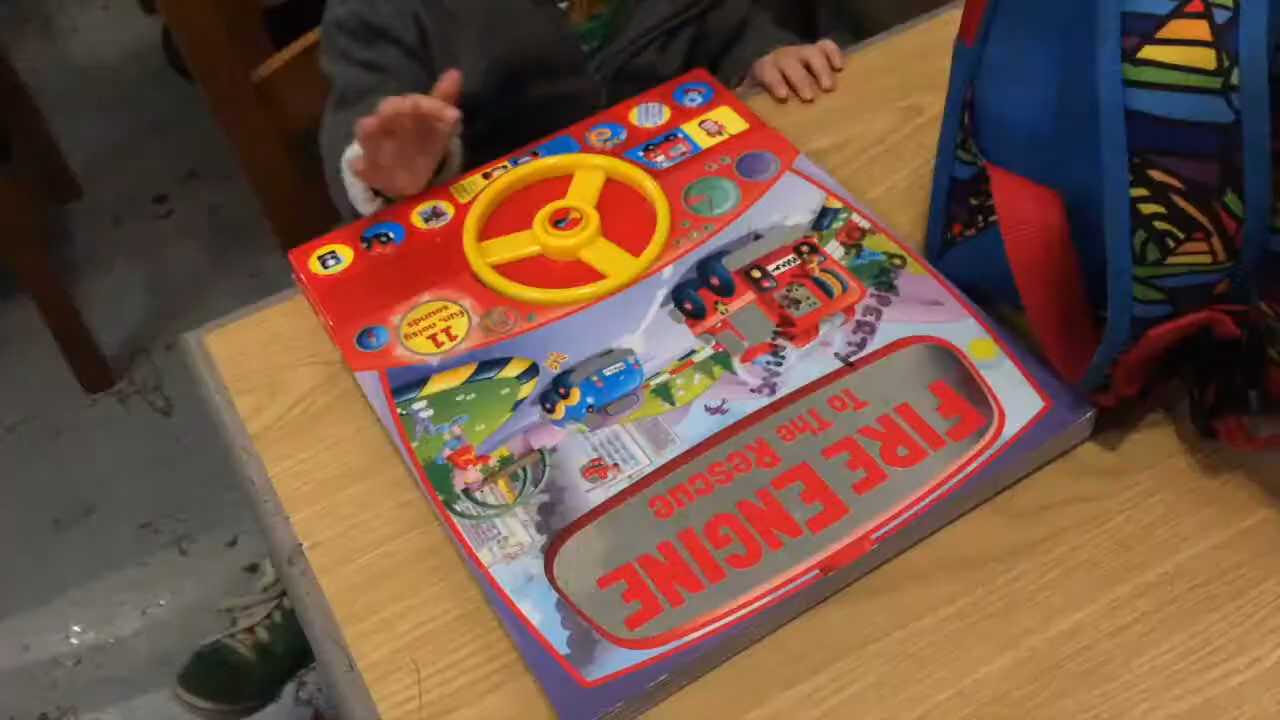 FIRE ENGINE
To The Rescue
11
fun, noisy
sounds